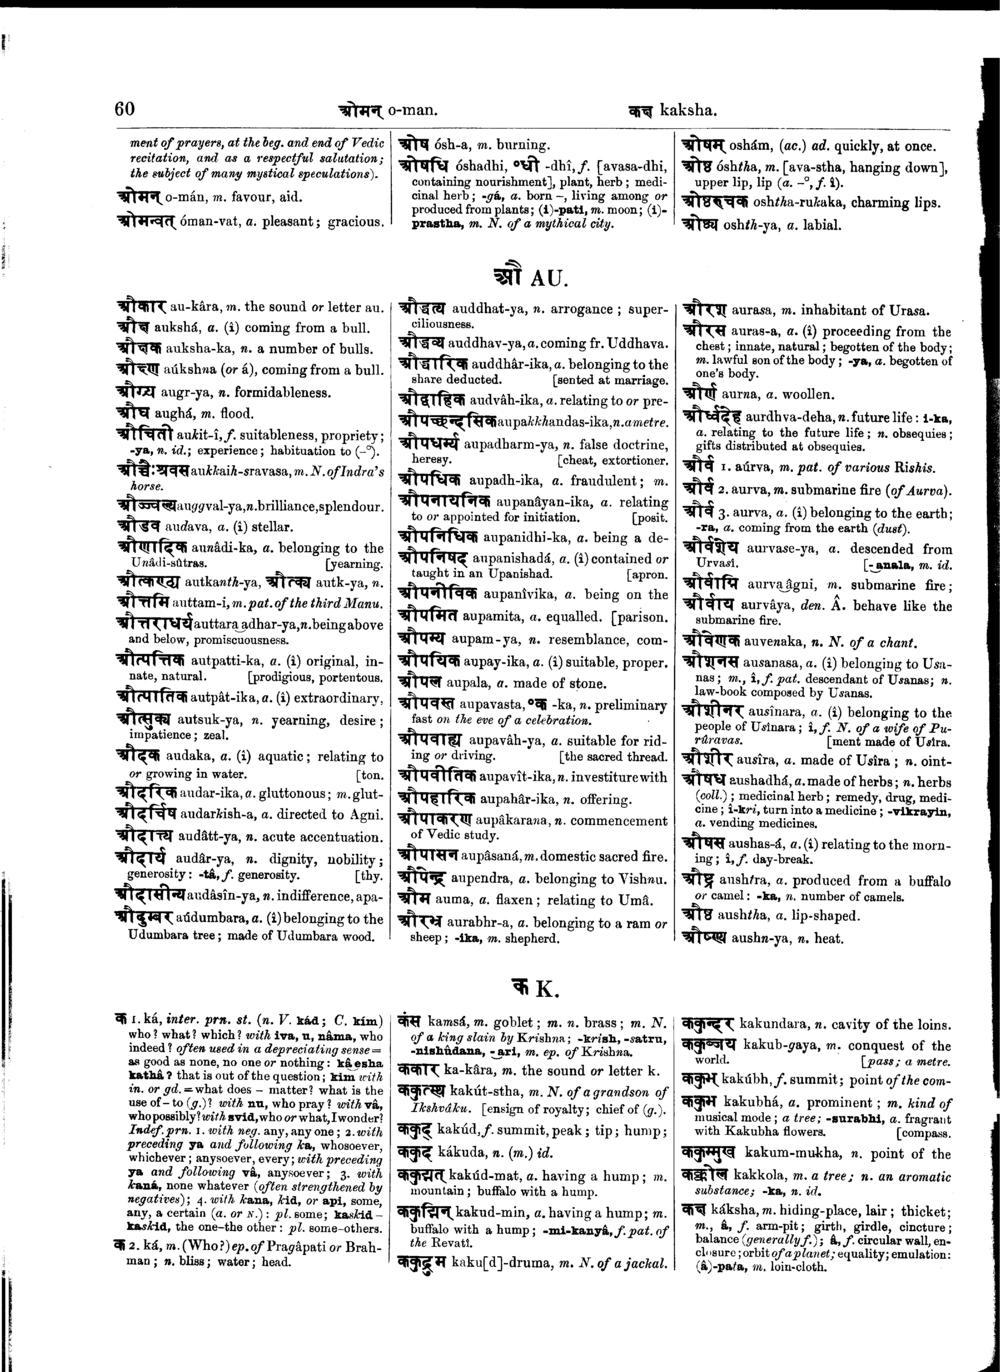 60
ओमन् o-man.
कक्ष kaksha.
ment of prayers, at the beg. and end of Vedic
recitation, and as a respectful salutation;
the subject of many mystical speculations).
ओमन् o-mán, m. favour, aid.
ओमन्वत् óman-vat, a. pleasant; gracious.
ओष ósh-a, m. burning.
ओषधि óshadhi, °धी -dhî, f. [avasa-dhi,
containing nourishment], plant, herb; medi-
cinal herb; -gá, a. born –, living among or
produced from plants; (i)-pati, m. moon; (i)-
prastha, m. N. of a mythical city.
ओषम् oshám, (ac.) ad. quickly, at once.
ओष्ठ óshtha, m. [ava-stha, hanging down],
upper lip, lip (a. –°, f. î).
ओष्ठरुचक oshtha-rukaka, charming lips.
ओष्ठ्य oshth-ya, a. labial.
औ AU.
औकार au-kâra, m. the sound or letter au.
औक्ष aukshá, a. (î) coming from a bull.
औक्षक auksha-ka, n. a number of bulls.
औक्ष्ण aúkshna (or á), coming from a bull.
औग्र्य augr-ya, n. formidableness.
औघ aughá, m. flood.
औचिती aukit-î, f. suitableness, propriety;
-ya, n. id.; experience; habituation to (–°).
औच्चैःश्रवस aukkaih-sravasa, m. N. of Indra's
horse.
औज्ज्वल्य auggval-ya, n. brilliance, splendour.
औडव audava, a. (î) stellar.
औणादिक aunâdi-ka, a. belonging to the
Unâdi-sûtras. [yearning.
औत्कण्ठ्य autkanth-ya, औत्क्य autk-ya, n.
औत्तमि auttam-i, m. pat. of the third Manu.
औत्तराधर्य auttara‿adhar-ya, n. being above
and below, promiscuousness.
औत्पत्तिक autpatti-ka, a. (î) original, in-
nate, natural. [prodigious, portentous.
औत्पातिक autpât-ika, a. (î) extraordinary,
औत्सुक्य autsuk-ya, n. yearning, desire;
impatience; zeal.
औदक audaka, a. (î) aquatic; relating to
or growing in water. [ton.
औदरिक audar-ika, a. gluttonous; m. glut-
औदर्चिष audarkish-a, a. directed to Agni.
औदात्त्य audâtt-ya, n. acute accentuation.
औदार्य audâr-ya, n. dignity, nobility;
generosity: -tâ, f. generosity. [thy.
औदासीन्य audâsîn-ya, n. indifference, apa-
औदुम्बर aúdumbara, a. (î) belonging to the
Udumbara tree; made of Udumbara wood.
औद्धत्य auddhat-ya, n. arrogance; super-
ciliousness.
औद्धव्य auddhav-ya, a. coming fr. Uddhava.
औद्धारिक auddhâr-ika, a. belonging to the
share deducted. [sented at marriage.
औद्वाहिक audvâh-ika, a. relating to or pre-
औपच्छन्दसिक aupakkhandas-ika, n. a metre.
औपधर्म्य aupadharm-ya, n. false doctrine,
heresy. [cheat, extortioner.
औपधिक aupadh-ika, a. fraudulent; m.
औपनायनिक aupanâyan-ika, a. relating
to or appointed for initiation. [posit.
औपनिधिक aupanidhi-ka, a. being a de-
औपनिषद् aupanishadá, a. (î) contained or
taught in an Upanishad. [apron.
औपनीविक aupanîvika, a. being on the
औपमित aupamita, a. equalled. [parison.
औपम्य aupam-ya, n. resemblance, com-
औपयिक aupay-ika, a. (î) suitable, proper.
औपल aupala, a. made of stone.
औपवस्त aupavasta, °क -ka, n. preliminary
fast on the eve of a celebration.
औपवाह्य aupavâh-ya, a. suitable for rid-
ing or driving. [the sacred thread.
औपवीतिक aupavît-ika, n. investiture with
औपहारिक aupahâr-ika, n. offering.
औपाकरण aupâkarana, n. commencement
of Vedic study.
औपासन aupâsaná, m. domestic sacred fire.
औपेन्द्र aupendra, a. belonging to Vishnu.
औम auma, a. flaxen; relating to Umâ.
औरभ्र aurabhr-a, a. belonging to a ram or
sheep; -ika, m. shepherd.
औरश aurasa, m. inhabitant of Urasa.
औरस auras-a, a. (î) proceeding from the
chest; innate, natural; begotten of the body;
m. lawful son of the body; -ya, a. begotten of
one's body.
और्ण aurna, a. woollen.
और्ध्वदेह aurdhva-deha, n. future life: i-ka,
a. relating to the future life; n. obsequies;
gifts distributed at obsequies.
और्व 1. aúrva, m. pat. of various Rishis.
और्व 2. aurva, m. submarine fire (of Aurva).
और्व 3. aurva, a. (î) belonging to the earth;
-ra, a. coming from the earth (dust).
और्वशेय aurvase-ya, a. descended from
Urvasî. [-‿anala, m. id.
और्वाग्नि aurva‿âgni, m. submarine fire;
और्वाय aurvâya, den. Â. behave like the
submarine fire.
औवेणक auvenaka, n. N. of a chant.
औशनस ausanasa, a. (î) belonging to Usa-
nas; m., î, f. pat. descendant of Usanas; n.
law-book composed by Usanas.
औशीनर ausînara, a. (î) belonging to the
people of Usînara; î, f. N. of a wife of Pu-
rûravas. [ment made of Usîra.
औशीर ausîra, a. made of Usîra; n. oint-
औषध aushadhá, a. made of herbs; n. herbs
(coll.); medicinal herb; remedy, drug, medi-
cine; î-kri, turn into a medicine; -vikrayin,
a. vending medicines.
औषस aushas-á, a. (î) relating to the morn-
ing; î, f. day-break.
औष्ट्र aushtra, a. produced from a buffalo
or camel: -ka, n. number of camels.
औष्ठ aushtha, a. lip-shaped.
औष्ण्य aushn-ya, n. heat.
क K.
क 1. ká, inter. prn. st. (n. V. kád; C. kím)
who? what? which? with iva, u, nâma, who
indeed? often used in a depreciating sense =
as good as none, no one or nothing: kâ‿esha
kathâ? that is out of the question; kim with
in. or gd. = what does – matter? what is the
use of – to (g.)? with nu, who pray? with vâ,
who possibly? with svid, who or what, I wonder?
Indef. prn. 1. with neg. any, any one; 2. with
preceding ya and following ka, whosoever,
whichever; anysoever, every; with preceding
ya and following vâ, anysoever; 3. with
kaná, none whatever (often strengthened by
negatives); 4. with kana, kid, or api, some,
any, a certain (a. or N.): pl. some; kaskid –
kaskid, the one–the other: pl. some–others.
क 2. ká, m. (Who?) ep. of Pragâpati or Brah-
man; n. bliss; water; head.
कंस kamsá, m. goblet; m. n. brass; m. N.
of a king slain by Krishna; -krish, -satru,
-nishûdana, -‿ari, m. ep. of Krishna.
ककार ka-kâra, m. the sound or letter k.
ककुत्स्थ kakút-stha, m. N. of a grandson of
Ikshvâku. [ensign of royalty; chief of (g.).
ककुद् kakúd, f. summit, peak; tip; hump;
ककुद kákuda, n. (m.) id.
ककुद्मत् kakúd-mat, a. having a hump; m.
mountain; buffalo with a hump.
ककुद्मिन् kakud-min, a. having a hump; m.
buffalo with a hump; -mi-kanyâ, f. pat. of
the Revatî.
ककुद्रुम kaku[d]-druma, m. N. of a jackal.
ककुन्दर kakundara, n. cavity of the loins.
ककुब्जय kakub-gaya, m. conquest of the
world. [pass; a metre.
ककुभ् kakúbh, f. summit; point of the com-
ककुभ kakubhá, a. prominent; m. kind of
musical mode; a tree; -surabhi, a. fragrant
with Kakubha flowers. [compass.
ककुम्मुख kakum-mukha, n. point of the
कक्कोल kakkola, m. a tree; n. an aromatic
substance; -ka, n. id.
कक्ष káksha, m. hiding-place, lair; thicket;
m., â, f. arm-pit; girth, girdle, cincture;
balance (generally f.); â, f. circular wall, en-
closure; orbit of a planet; equality; emulation:
(â)-pata, m. loin-cloth.